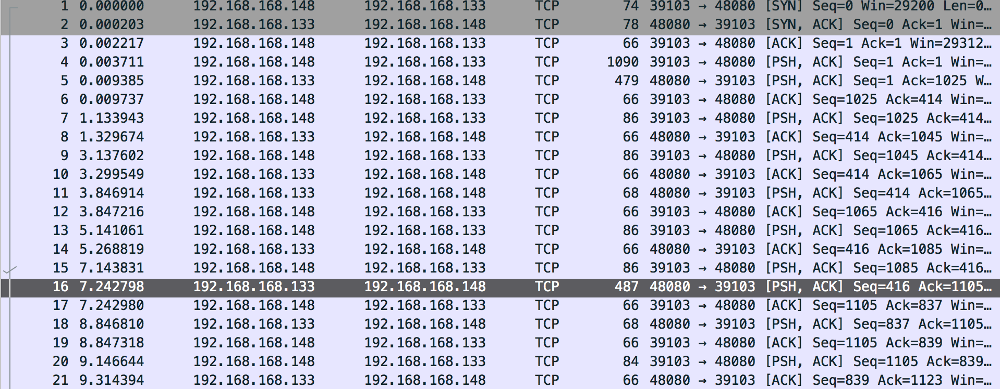 1 0.000000 192.168.168.148 192.168.168.133 TCP 74 39103 → 48080 [SYN] Seq=0 Win=29200 Len=0…
2 0.000203 192.168.168.133 192.168.168.148 TCP 78 48080 → 39103 [SYN, ACK] Seq=0 Ack=1 Win=…
3 0.002217 192.168.168.148 192.168.168.133 TCP 66 39103 → 48080 [ACK] Seq=1 Ack=1 Win=29312…
4 0.003711 192.168.168.148 192.168.168.133 TCP 1090 39103 → 48080 [PSH, ACK] Seq=1 Ack=1 Win=…
5 0.009385 192.168.168.133 192.168.168.148 TCP 479 48080 → 39103 [PSH, ACK] Seq=1 Ack=1025 W…
6 0.009737 192.168.168.148 192.168.168.133 TCP 66 39103 → 48080 [ACK] Seq=1025 Ack=414 Win=…
7 1.133943 192.168.168.148 192.168.168.133 TCP 86 39103 → 48080 [PSH, ACK] Seq=1025 Ack=414…
8 1.329674 192.168.168.133 192.168.168.148 TCP 66 48080 → 39103 [ACK] Seq=414 Ack=1045 Win=…
9 3.137602 192.168.168.148 192.168.168.133 TCP 86 39103 → 48080 [PSH, ACK] Seq=1045 Ack=414…
10 3.299549 192.168.168.133 192.168.168.148 TCP 66 48080 → 39103 [ACK] Seq=414 Ack=1065 Win=…
11 3.846914 192.168.168.133 192.168.168.148 TCP 68 48080 → 39103 [PSH, ACK] Seq=414 Ack=1065…
12 3.847216 192.168.168.148 192.168.168.133 TCP 66 39103 → 48080 [ACK] Seq=1065 Ack=416 Win=…
13 5.141061 192.168.168.148 192.168.168.133 TCP 86 39103 → 48080 [PSH, ACK] Seq=1065 Ack=416…
14 5.268819 192.168.168.133 192.168.168.148 TCP 66 48080 → 39103 [ACK] Seq=416 Ack=1085 Win=…
15 7.143831 192.168.168.148 192.168.168.133 TCP 86 39103 → 48080 [PSH, ACK] Seq=1085 Ack=416…
16 7.242798 192.168.168.133 192.168.168.148 TCP 487 48080 → 39103 [PSH, ACK] Seq=416 Ack=1105…
17 7.242980 192.168.168.148 192.168.168.133 TCP 66 39103 → 48080 [ACK] Seq=1105 Ack=837 Win=…
18 8.846810 192.168.168.133 192.168.168.148 TCP 68 48080 → 39103 [PSH, ACK] Seq=837 Ack=1105…
19 8.847318 192.168.168.148 192.168.168.133 TCP 66 39103 → 48080 [ACK] Seq=1105 Ack=839 Win=…
20 9.146644 192.168.168.148 192.168.168.133 TCP 84 39103 → 48080 [PSH, ACK] Seq=1105 Ack=839…
21 9.314394 192.168.168.133 192.168.168.148 TCP 66 48080 → 39103 [ACK] Seq=839 Ack=1123 Win=…